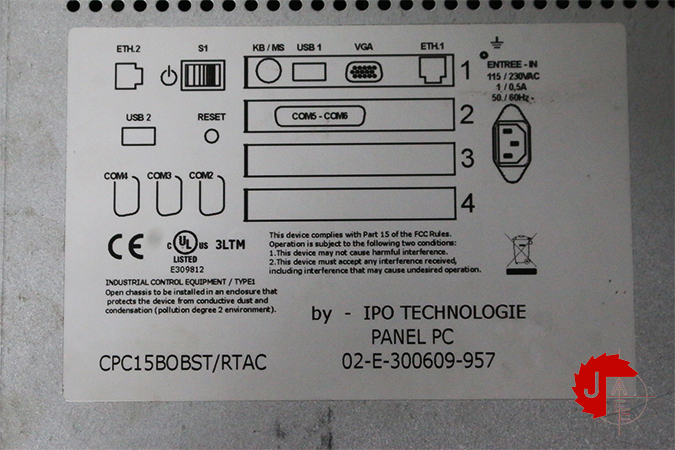 ETH.2
S1
KB / MS
USB 1
VGA
ETH.1
1
ENTREE - IN
115 / 230VAC
1 / 0,5A
50./60Hz
USB 2
RESET
COM5 - COM6
2
3
COM4
COM3
COM2
4
CE
C UL US
LISTED
3LTM
E309812
This device complies with Part 15 of the FCC Rules.
Operation is subject to the following two conditions:
1.This device may not cause harmful interference.
2.This device must accept any interference received,
including interference that may cause undesired operation.
INDUSTRIAL CONTROL EQUIPMENT / TYPE1
Open chassis to be installed in an enclosure that
protects the device from conductive dust and
condensation (pollution degree 2 environment).
by - IPO TECHNOLOGIE
PANEL PC
CPC15BOBST/RTAC
02-E-300609-957
J